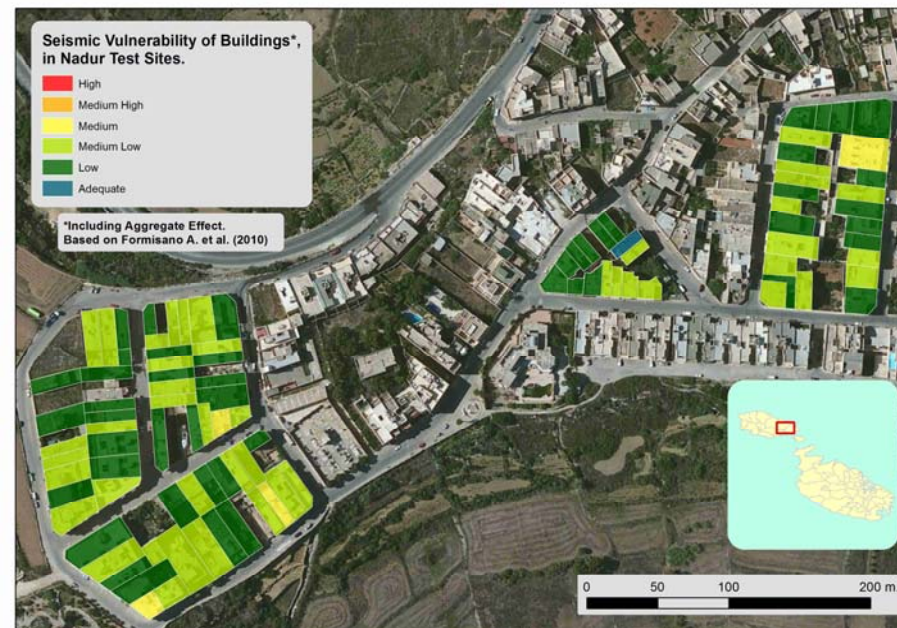 Seismic Vulnerability of Buildings*,
in Nadur Test Sites.
High
Medium High
Medium
Medium Low
Low
Adequate
*Including Aggregate Effect.
Based on Formisano A. et al. (2010)
0 50 100 200 m.